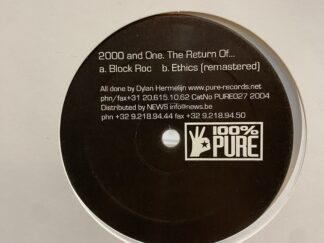 2000 and One. The Return Of...
a. Block Roc b. Ethics (remastered)
All done by Dylan Hermelijn www.pure-records.net
phn/fax+31 20.615.10.62 CatNo PURE027 2004
Distributed by NEWS info@news.be
phn +32 9.218.94.44 fax +32 9.218.94.50
100%
PURE